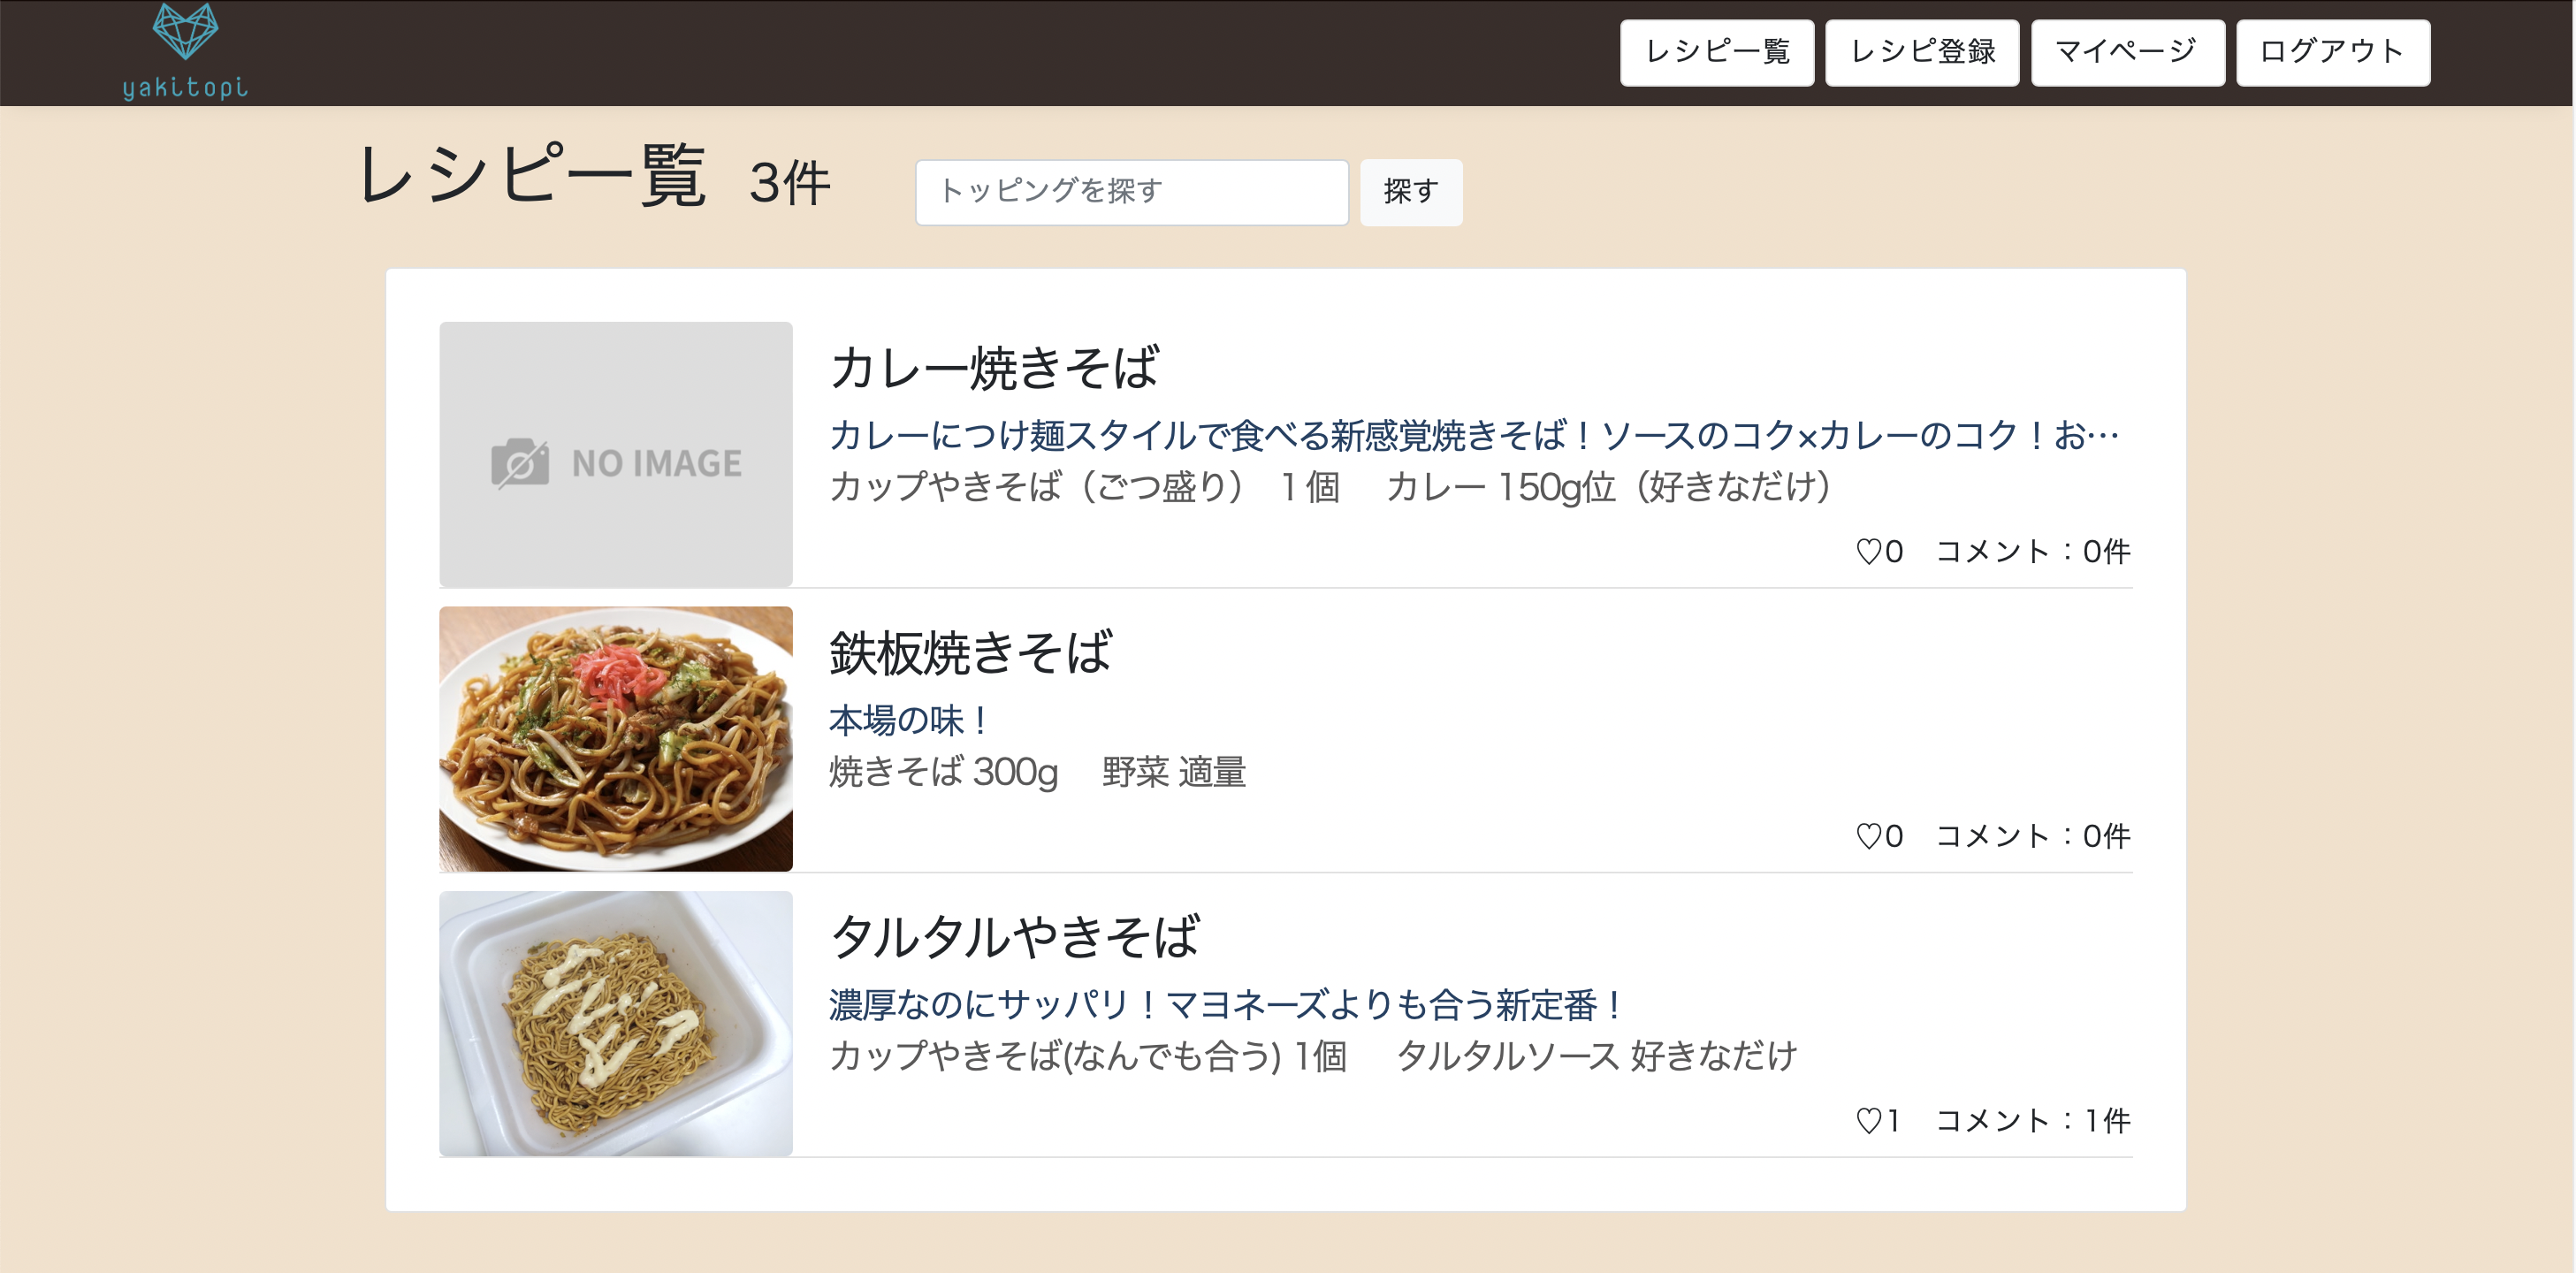 yakitopi
レシピ一覧
レシピ登録
マイページ
ログアウト
レシピ一覧 3件
トッピングを探す
探す
NO IMAGE
カレー焼きそば
カレーにつけ麺スタイルで食べる新感覚焼きそば！ソースのコク×カレーのコク！お…
カップやきそば（ごつ盛り） １個 カレー 150g位（好きなだけ）
♡0 コメント：0件
鉄板焼きそば
本場の味！
焼きそば 300g 野菜 適量
♡0 コメント：0件
タルタルやきそば
濃厚なのにサッパリ！マヨネーズよりも合う新定番！
カップやきそば(なんでも合う) 1個 タルタルソース 好きなだけ
♡1 コメント：1件